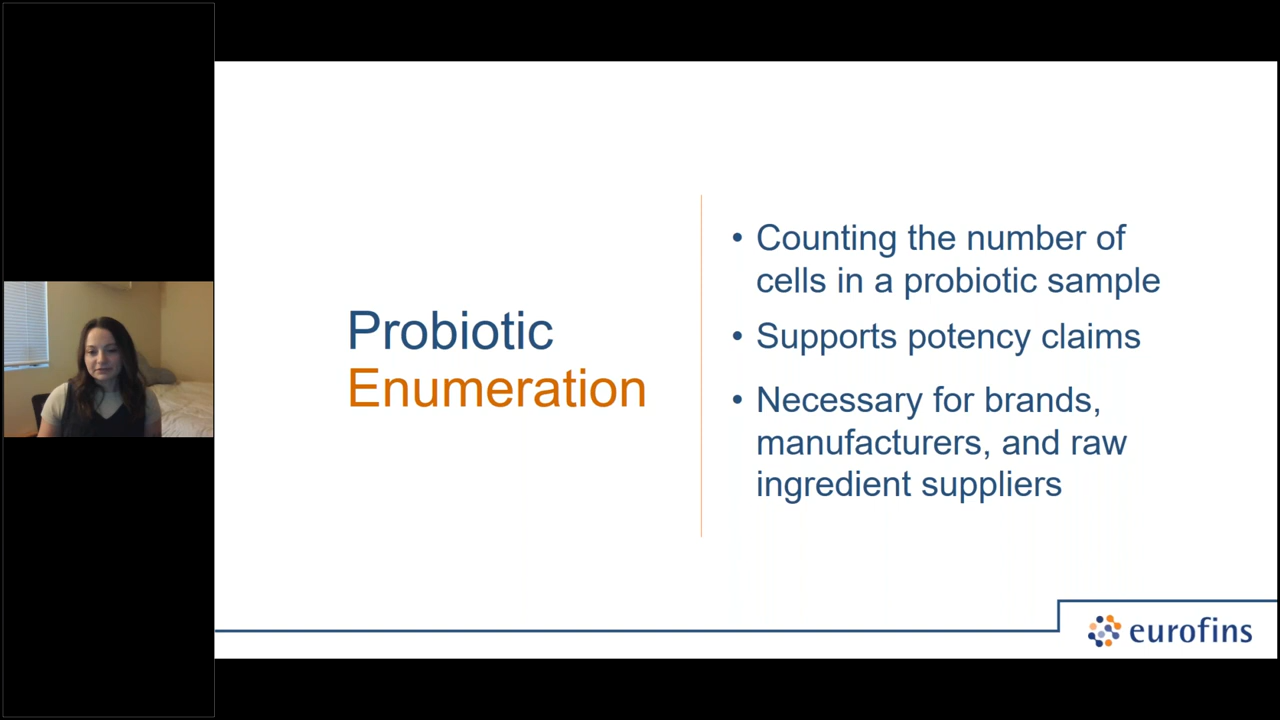 Probiotic
Enumeration
• Counting the number of
cells in a probiotic sample
• Supports potency claims
• Necessary for brands,
manufacturers, and raw
ingredient suppliers
eurofins